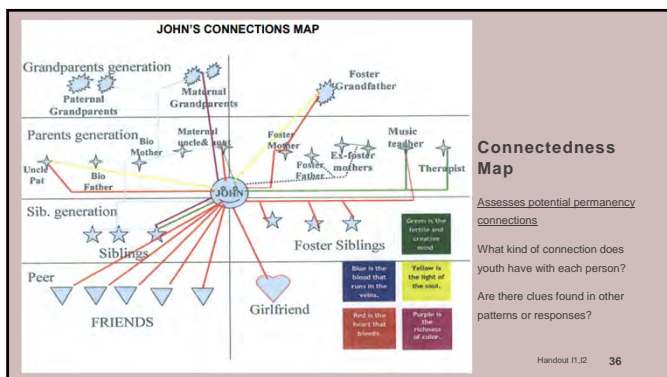 JOHN'S CONNECTIONS MAP
Grandparents generation
Paternal
Grandparents
Maternal
Grandparents
Foster
Grandfather
Parents generation
Uncle
Pat
Bio
Father
Bio
Mother
Maternal
uncle& aunt
Foster
Mother
Foster
Father
Ex-foster
mothers
Music
teacher
Therapist
JOHN
Sib. generation
Siblings
Foster Siblings
Green is the
fertile and
creative
mind
Peer
FRIENDS
Girlfriend
Blue is the
blood that
runs in the
veins.
Yellow is
the light of
the soul.
Red is the
heart that
bleeds.
Purple is
the
richness
of color.
Connectedness
Map
Assesses potential permanency
connections
What kind of connection does
youth have with each person?
Are there clues found in other
patterns or responses?
Handout I1,I2
36